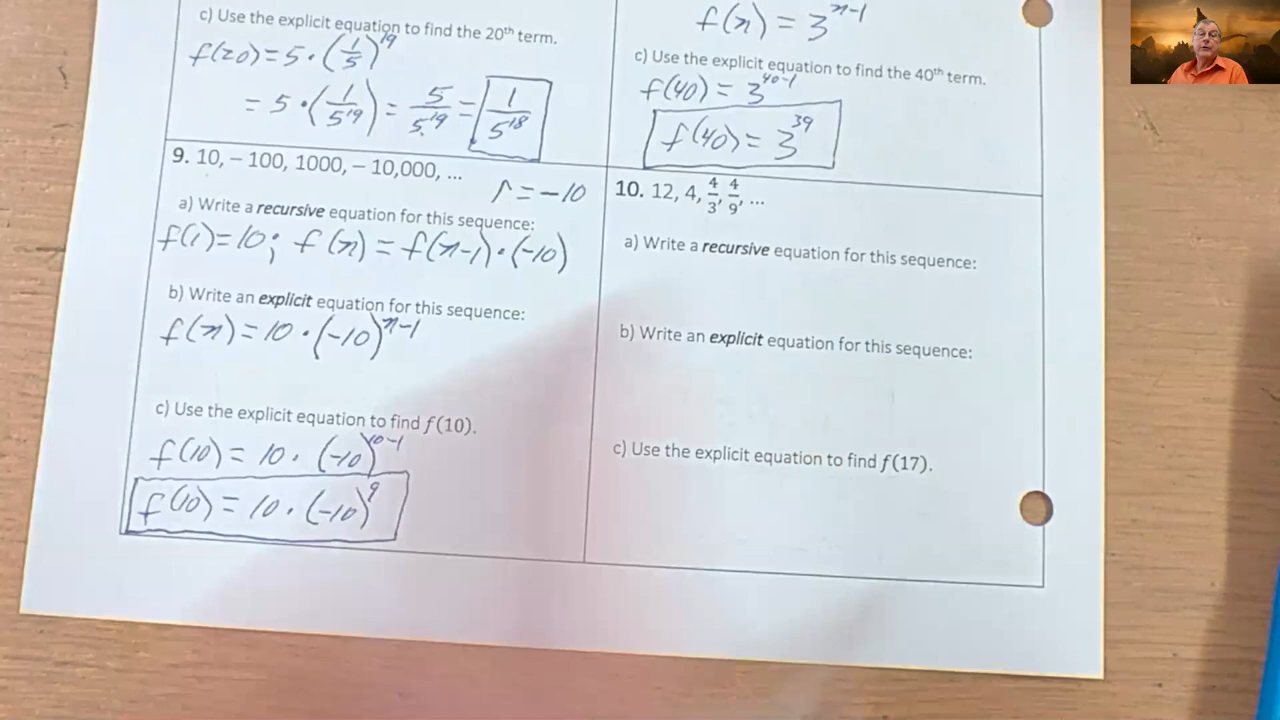 c) Use the explicit equation to find the 20th term.
f(20) = 5 · (1/5)^19
= 5 · (1/5^19) = 5/5^19 = 1/5^18
f(n) = 3^n-1
c) Use the explicit equation to find the 40th term.
f(40) = 3^40-1
f(40) = 3^39
9. 10, – 100, 1000, – 10,000, ...
r = -10
a) Write a recursive equation for this sequence:
f(1) = 10; f(n) = f(n-1) · (-10)
b) Write an explicit equation for this sequence:
f(n) = 10 · (-10)^n-1
c) Use the explicit equation to find f(10).
f(10) = 10 · (-10)^10-1
f(10) = 10 · (-10)^9
10. 12, 4, 4/3, 4/9, ...
a) Write a recursive equation for this sequence:
b) Write an explicit equation for this sequence:
c) Use the explicit equation to find f(17).